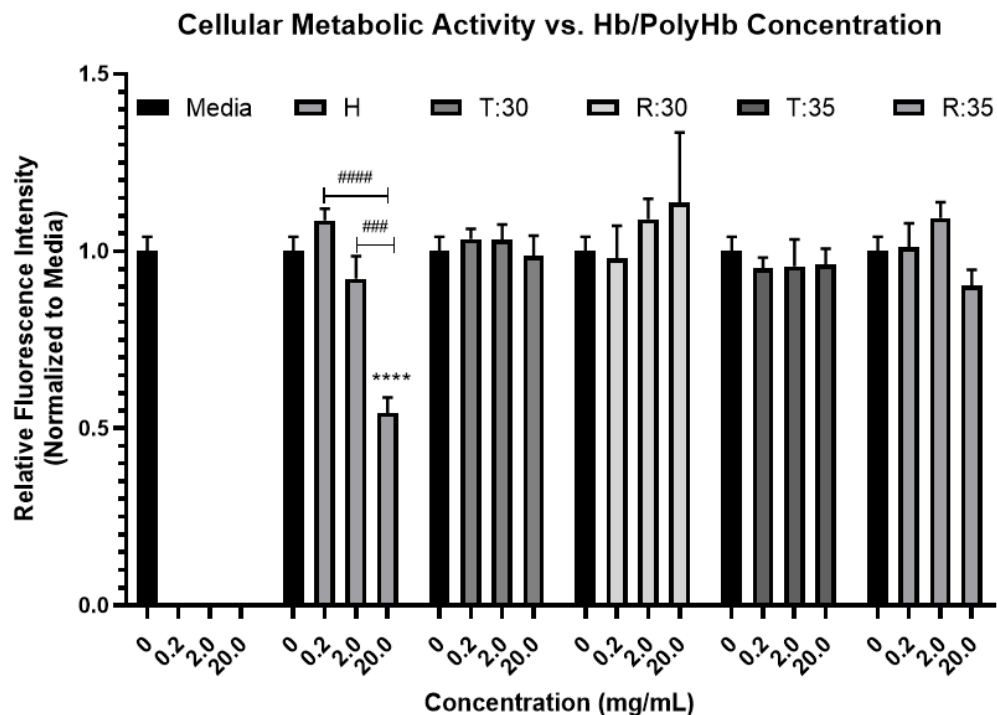 Cellular Metabolic Activity vs. Hb/PolyHb Concentration
Relative Fluorescence Intensity
(Normalized to Media)
1.5
1.0
0.5
0.0
Media H T:30 R:30 T:35 R:35
####
###
****
0 0.2 2.0 20.0 0 0.2 2.0 20.0 0 0.2 2.0 20.0 0 0.2 2.0 20.0 0 0.2 2.0 20.0 0 0.2 2.0 20.0
Concentration (mg/mL)